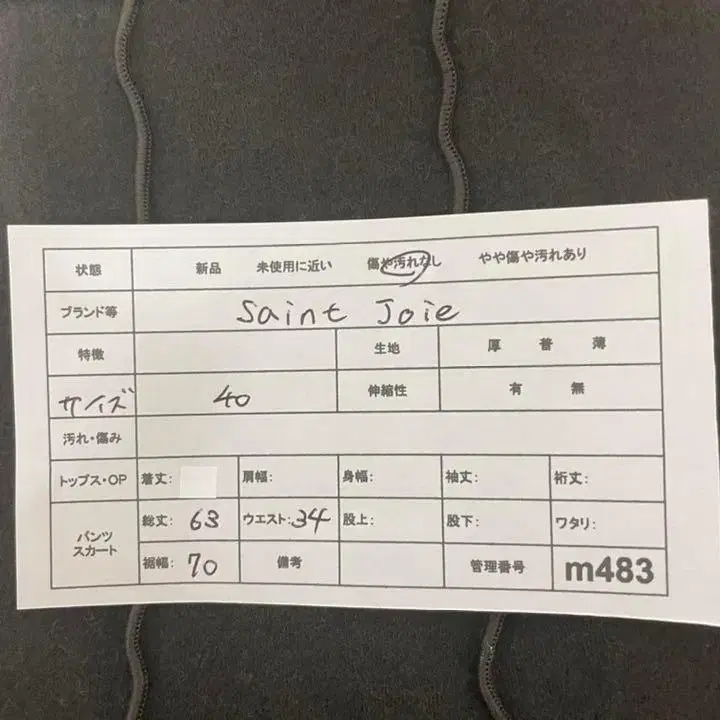 状態 新品 未使用に近い 傷や汚れなし やや傷や汚れあり
ブランド等 Saint Joie
特徴 生地 厚 普 薄
サイズ 40 伸縮性 有 無
汚れ・傷み
トップス・OP 着丈: 肩幅: 身幅: 袖丈: 裄丈:
パンツ
スカート
総丈: 63 ウエスト: 34 股上: 股下: ワタリ:
裾幅: 70 備考 管理番号 m483